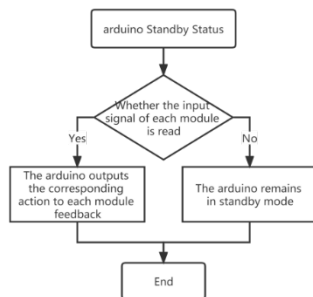 arduino Standby Status
Whether the input
signal of each module
is read
Yes
No
The arduino outputs
the corresponding
action to each module
feedback
The arduino remains
in standby mode
End